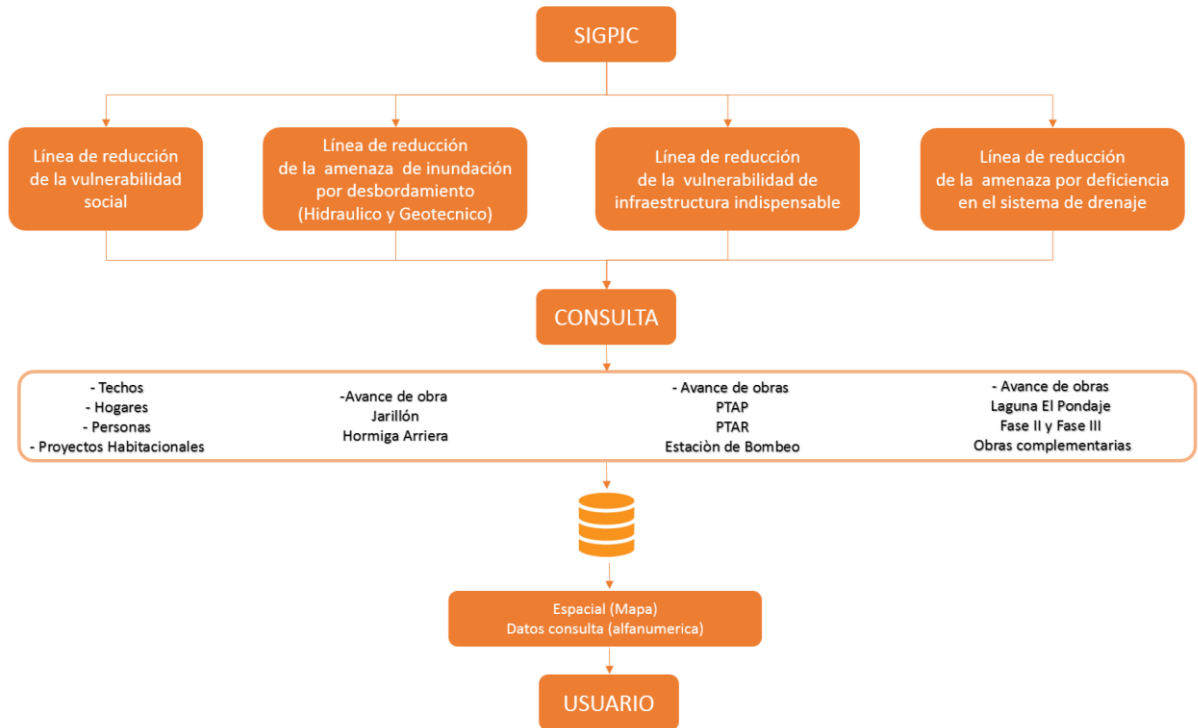 SIGPJC
Línea de reducción
de la vulnerabilidad
social
Línea de reducción
de la amenaza de inundación
por desbordamiento
(Hidraulico y Geotecnico)
Línea de reducción
de la vulnerabilidad de
infraestructura indispensable
Línea de reducción
de la amenaza por deficiencia
en el sistema de drenaje
CONSULTA
- Techos
- Hogares
- Personas
- Proyectos Habitacionales
-Avance de obra
Jarillón
Hormiga Arriera
- Avance de obras
PTAP
PTAR
Estaciòn de Bombeo
- Avance de obras
Laguna El Pondaje
Fase II y Fase III
Obras complementarias
Espacial (Mapa)
Datos consulta (alfanumerica)
USUARIO